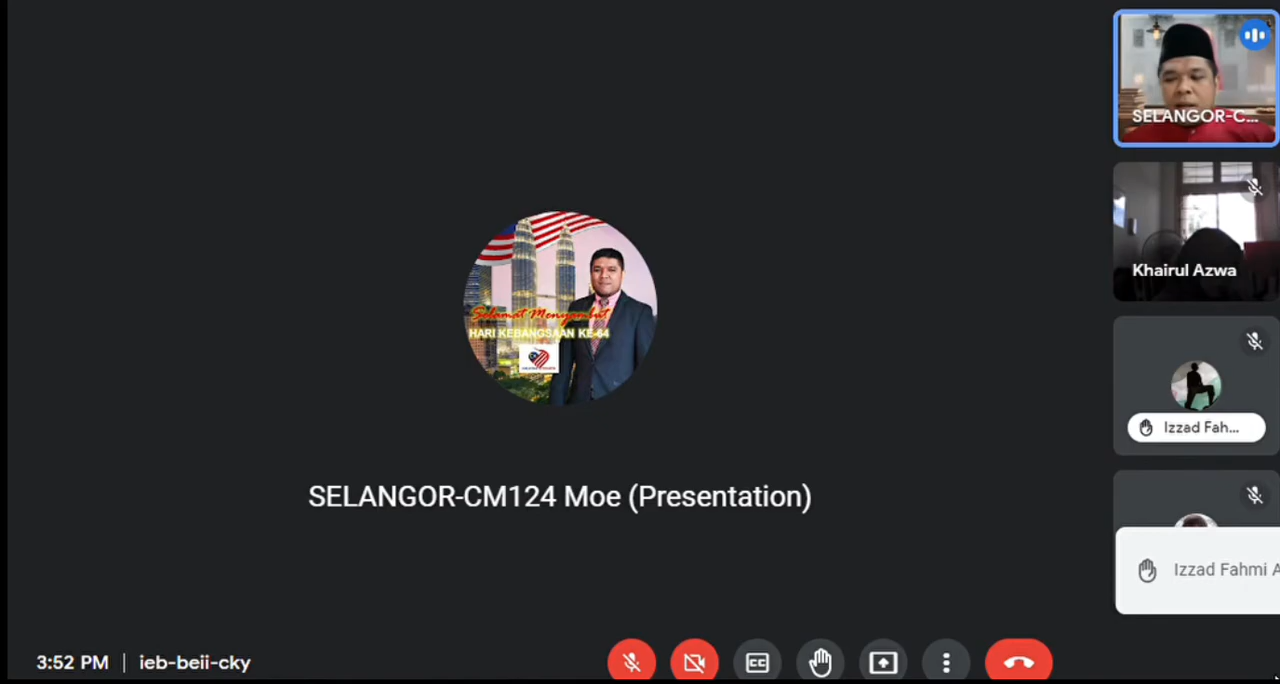 SELANGOR-C...
Khairul Azwa
Izzad Fah...
Izzad Fahmi A
Selamat Menyambut
HARI KEBANGSAAN KE-64
SELANGOR-CM124 Moe (Presentation)
3:52 PM | ieb-beii-cky
CC